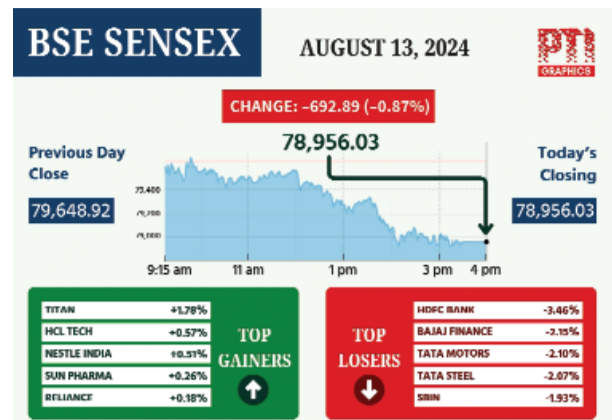 BSE SENSEX
AUGUST 13, 2024
PTI
GRAPHICS
CHANGE: –692.89 (–0.87%)
78,956.03
Previous Day
Close
79,648.92
Today's
Closing
78,956.03
79,400
79,200
79,000
9:15 am
11 am
1 pm
3 pm
4 pm
TITAN +1.78%
HCL TECH +0.57%
NESTLE INDIA +0.51%
SUN PHARMA +0.26%
RELIANCE +0.18%
TOP
GAINERS
TOP
LOSERS
HDFC BANK -3.46%
BAJAJ FINANCE -2.15%
TATA MOTORS -2.10%
TATA STEEL -2.07%
SBIN -1.93%